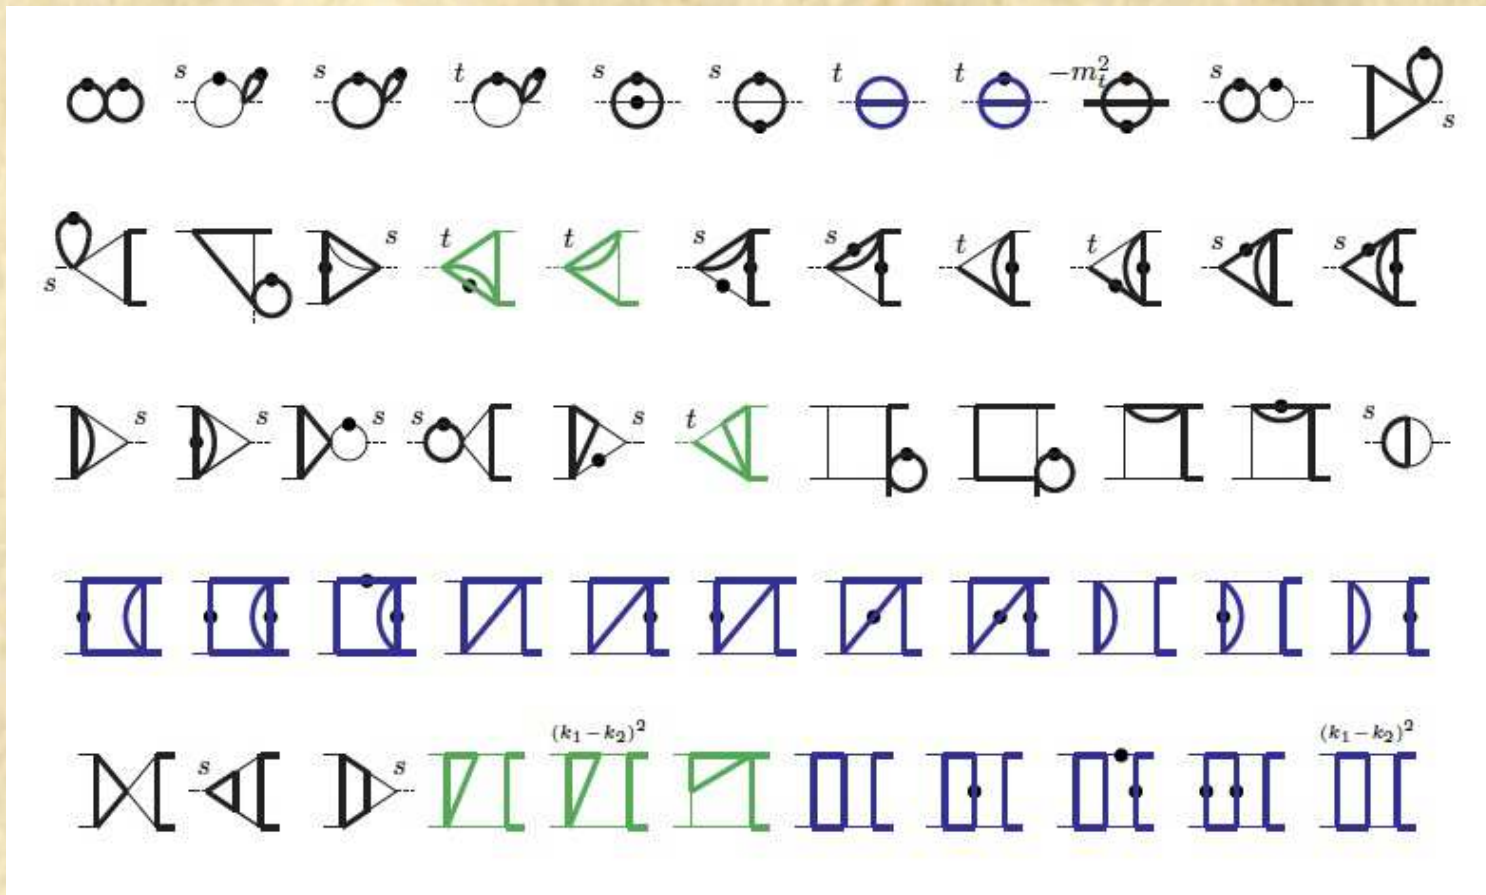 s s t s s t t −m_t^2 s s
s s t t s s t t s s
s s s s s t s
(k_1−k_2)^2 (k_1−k_2)^2
s s